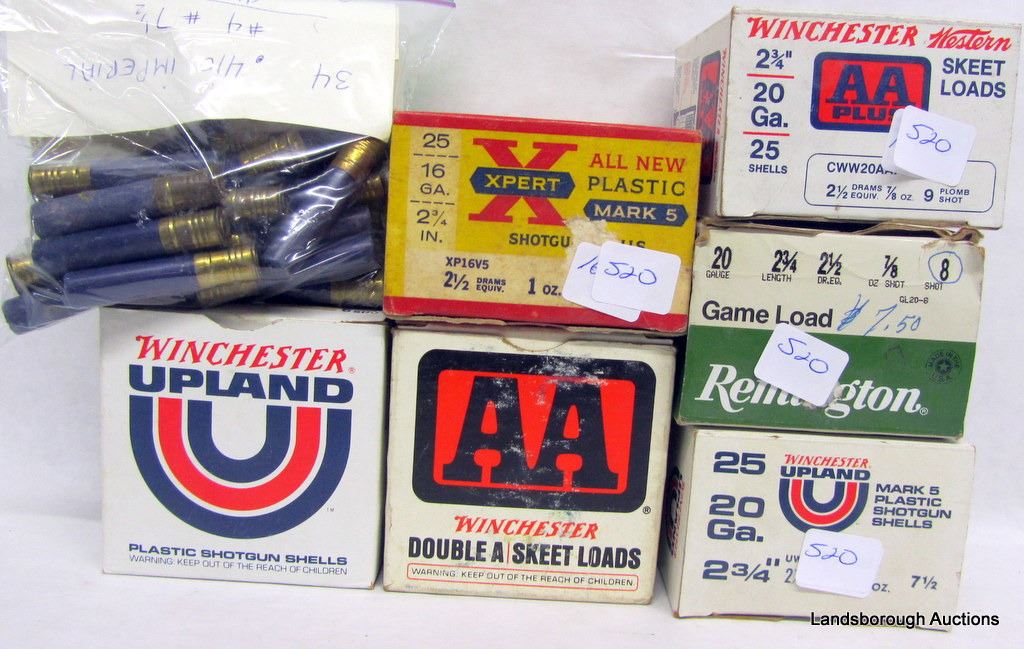 34
.410 IMPERIAL
#4 # 7½
25
16
GA.
2¾
IN.
X
XPERT
ALL NEW
PLASTIC
MARK 5
XP16V5
2½ DRAMS EQUIV. 1 oz.
520
WINCHESTER Western
2¾"
20
Ga.
25
SHELLS
AA
PLUS
SKEET
LOADS
520
2½ DRAMS EQUIV. ⅞ oz. 9 PLOMB SHOT
20 GAUGE 2¾ LENGTH 2½ DR.EQ. ⅞ OZ SHOT 8 SHOT
Game Load 7.50
520
Remington®
MADE IN U.S.A.
WINCHESTER®
UPLAND
U
TM
PLASTIC SHOTGUN SHELLS
WARNING: KEEP OUT OF THE REACH OF CHILDREN
AA®
WINCHESTER
DOUBLE A SKEET LOADS
WARNING: KEEP OUT OF THE REACH OF CHILDREN
25
20
Ga.
2¾"
WINCHESTER
UPLAND
U
MARK 5
PLASTIC
SHOTGUN
SHELLS
520
OZ. 7½
Landsborough Auctions